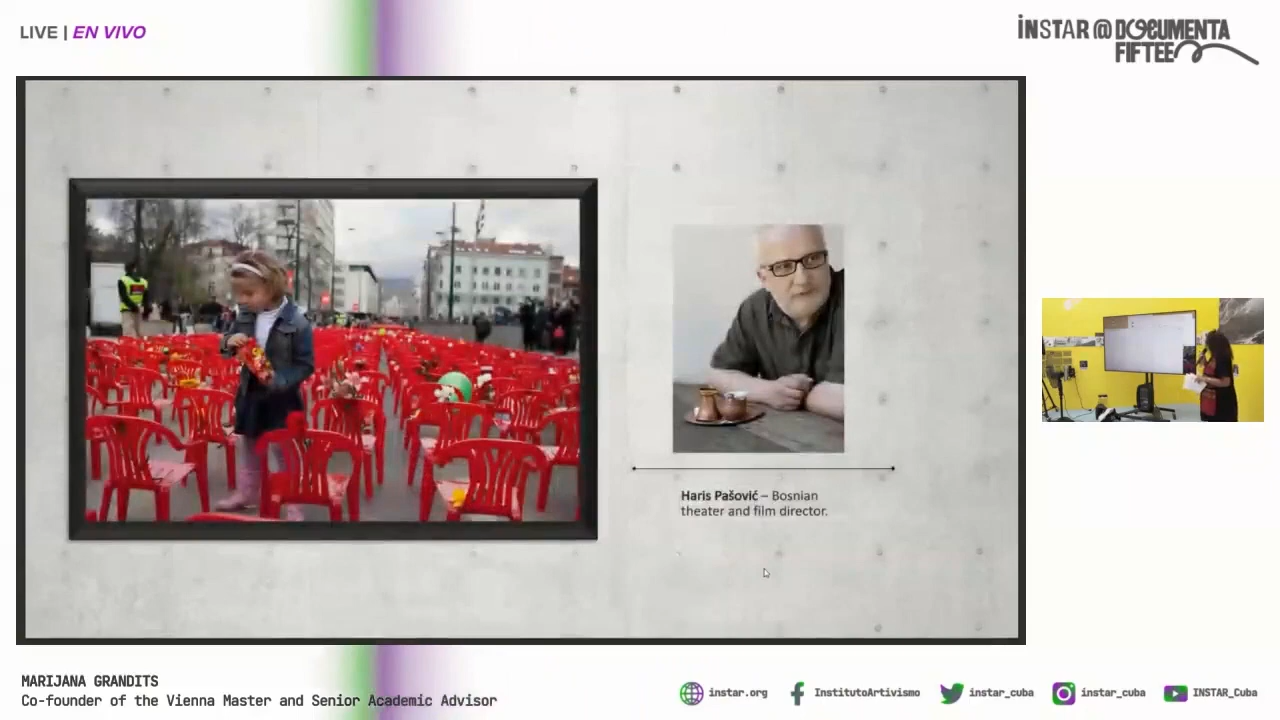 LIVE | EN VIVO
INSTAR @ DOCUMENTA
FIFTEEN
Haris Pašović – Bosnian
theater and film director.
MARIJANA GRANDITS
Co-founder of the Vienna Master and Senior Academic Advisor
instar.org
InstitutoArtivismo
instar_cuba
instar_cuba
INSTAR_Cuba